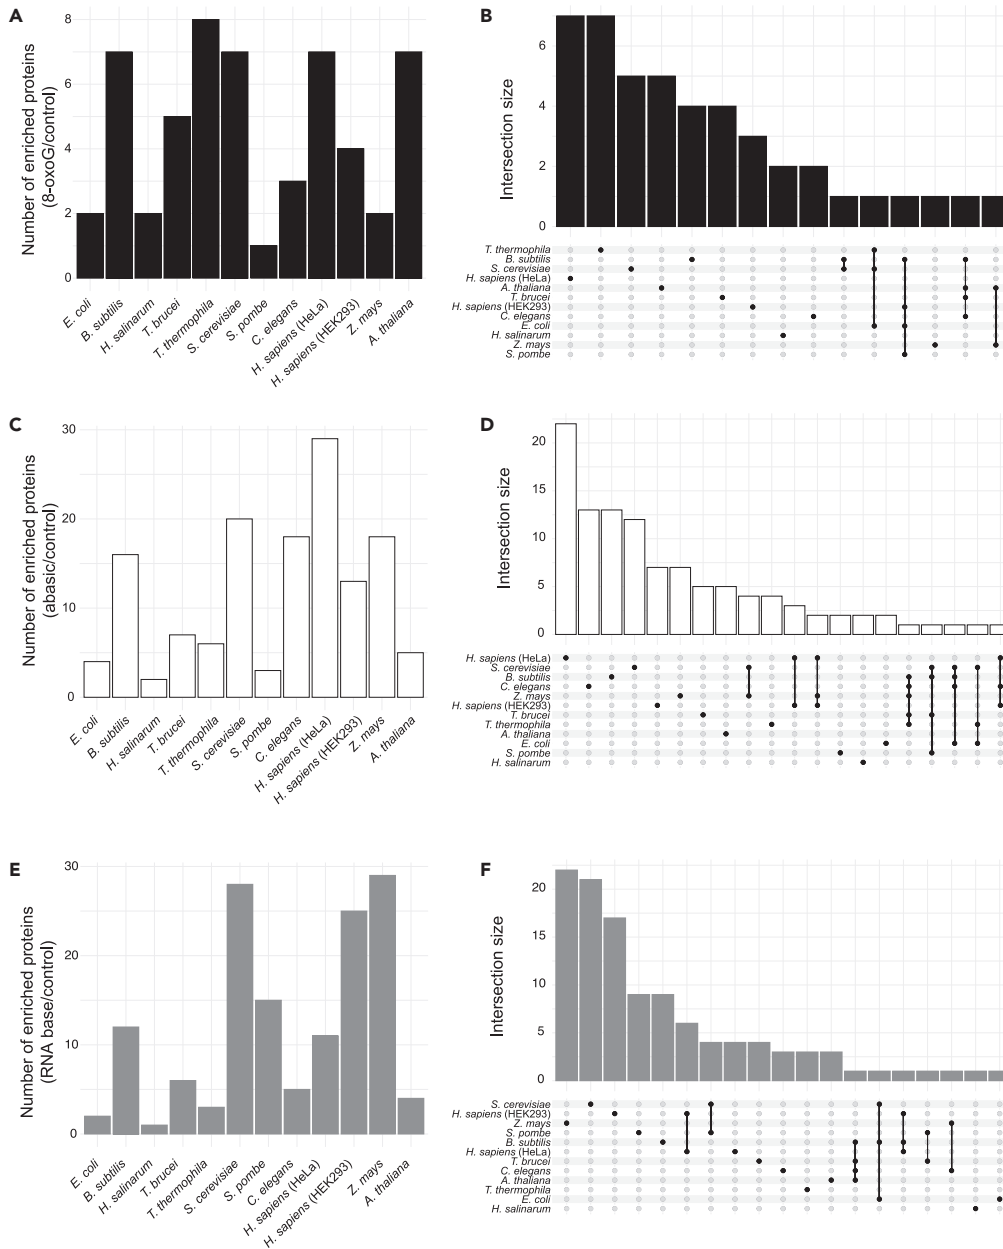 A
Number of enriched proteins
(8-oxoG/control)
8
6
4
2
0
E. coli
B. subtilis
H. salinarum
T. brucei
T. thermophila
S. cerevisiae
S. pombe
C. elegans
H. sapiens (HeLa)
H. sapiens (HEK293)
Z. mays
A. thaliana
B
Intersection size
6
4
2
0
T. thermophila
B. subtilis
S. cerevisiae
H. sapiens (HeLa)
A. thaliana
T. brucei
H. sapiens (HEK293)
C. elegans
E. coli
H. salinarum
Z. mays
S. pombe
C
Number of enriched proteins
(abasic/control)
30
20
10
0
E. coli
B. subtilis
H. salinarum
T. brucei
T. thermophila
S. cerevisiae
S. pombe
C. elegans
H. sapiens (HeLa)
H. sapiens (HEK293)
Z. mays
A. thaliana
D
Intersection size
20
15
10
5
0
H. sapiens (HeLa)
S. cerevisiae
B. subtilis
C. elegans
Z. mays
H. sapiens (HEK293)
T. brucei
T. thermophila
A. thaliana
E. coli
S. pombe
H. salinarum
E
Number of enriched proteins
(RNA base/control)
30
20
10
0
E. coli
B. subtilis
H. salinarum
T. brucei
T. thermophila
S. cerevisiae
S. pombe
C. elegans
H. sapiens (HeLa)
H. sapiens (HEK293)
Z. mays
A. thaliana
F
Intersection size
20
15
10
5
0
S. cerevisiae
H. sapiens (HEK293)
Z. mays
S. pombe
B. subtilis
H. sapiens (HeLa)
T. brucei
C. elegans
A. thaliana
T. thermophila
E. coli
H. salinarum